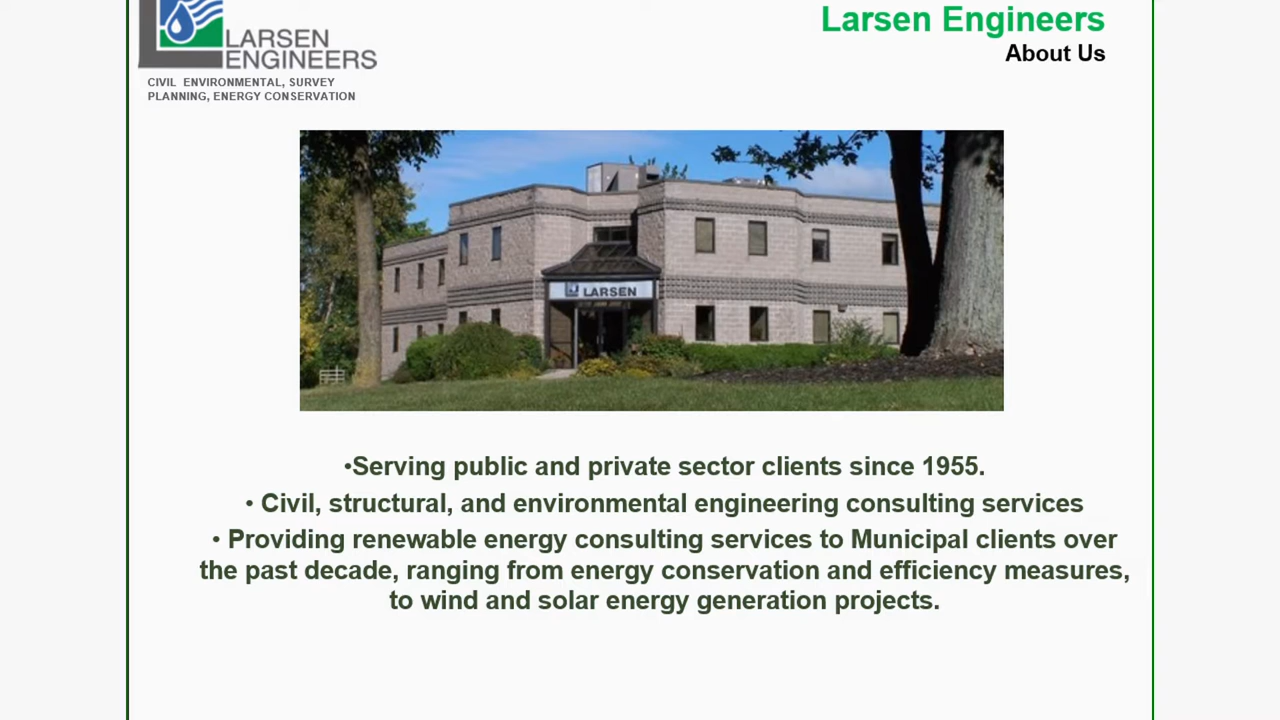 Larsen Engineers
About Us
LARSEN
ENGINEERS
CIVIL ENVIRONMENTAL, SURVEY
PLANNING, ENERGY CONSERVATION
LARSEN
•Serving public and private sector clients since 1955.
• Civil, structural, and environmental engineering consulting services
• Providing renewable energy consulting services to Municipal clients over
the past decade, ranging from energy conservation and efficiency measures,
to wind and solar energy generation projects.